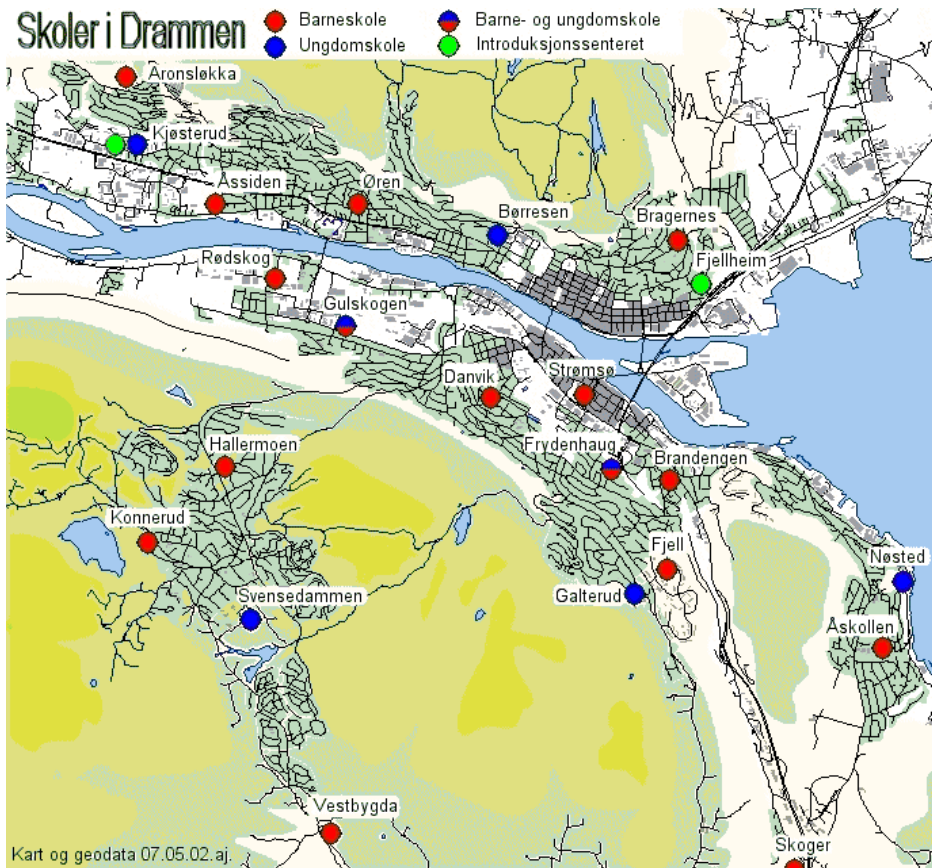 Skoler i Drammen
Barneskole
Barne- og ungdomskole
Ungdomskole
Introduksjonssenteret
Aronsløkka
Kjøsterud
Åssiden
Øren
Børresen
Bragernes
Fjellheim
Rødskog
Gulskogen
Danvik
Strømsø
Hallermoen
Frydenhaug
Brandengen
Konnerud
Fjell
Nøsted
Svensedammen
Galterud
Åskollen
Vestbygda
Skoger
Kart og geodata 07.05.02.aj.